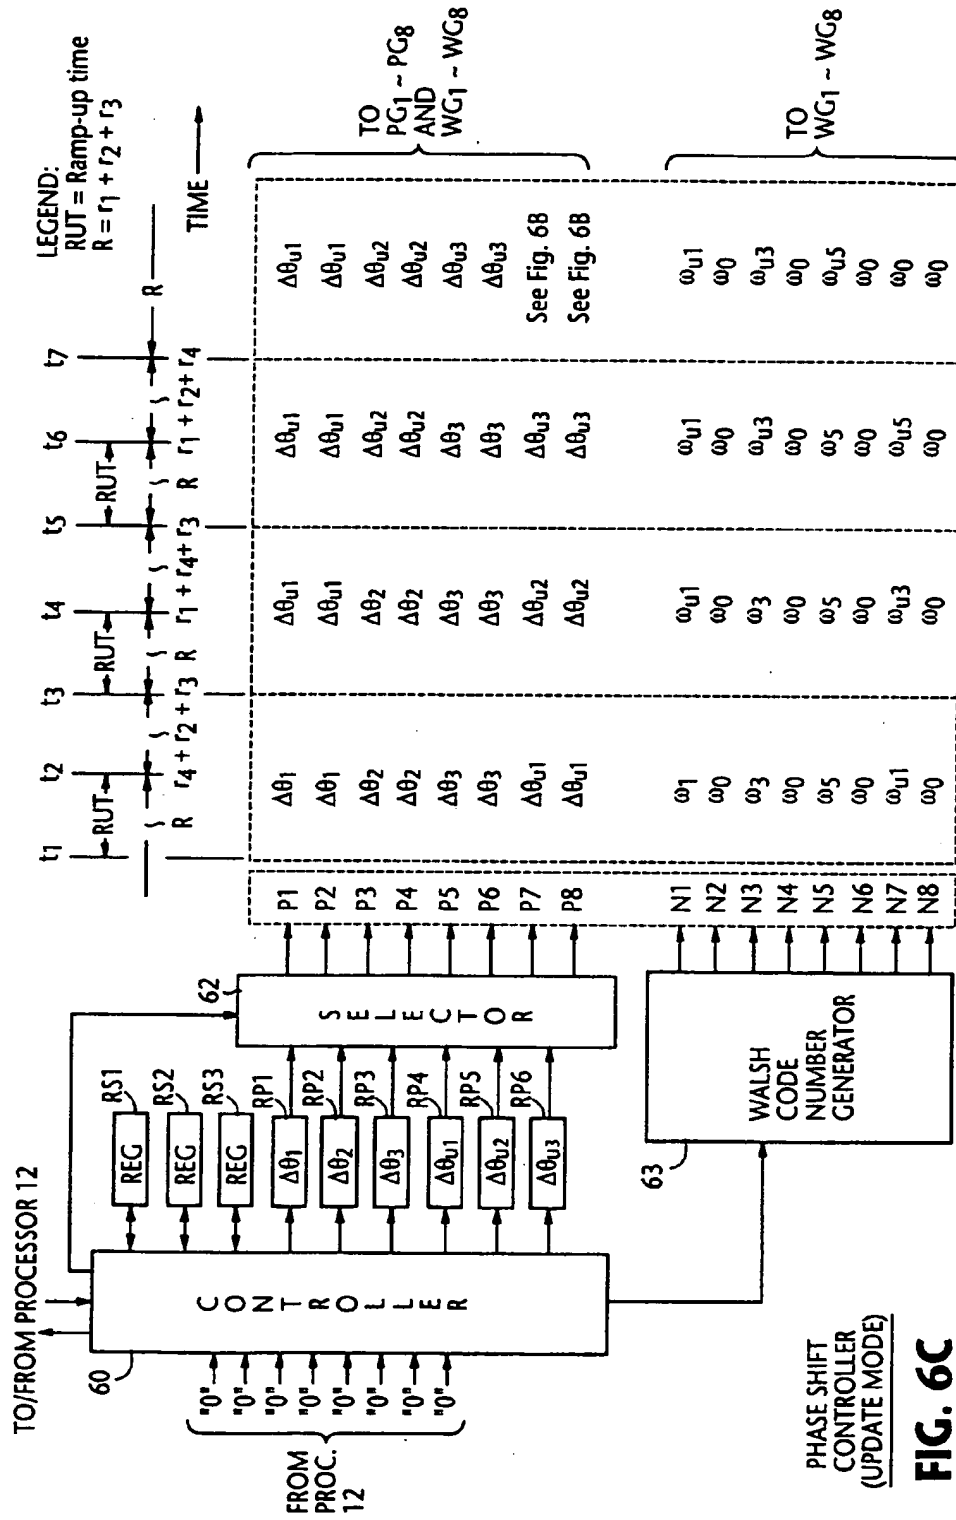 LEGEND:
RUT = Ramp-up time
R = r1 + r2 + r3
t1 t2 t3 t4 t5 t6 t7
RUT RUT RUT
R r4 + r2 + r3 R r1 + r4 + r3 R r1 + r2 + r4 R
TIME
TO/FROM PROCESSOR 12
60
CONTROLLER
"0"
"0"
"0"
"0"
"0"
"0"
"0"
"0"
FROM
PROC.
12
REG RS1
REG RS2
REG RS3
Δθ1 RP1
Δθ2 RP2
Δθ3 RP3
Δθu1 RP4
Δθu2 RP5
Δθu3 RP6
62
SELECTOR
63
WALSH
CODE
NUMBER
GENERATOR
P1 Δθ1 Δθu1 Δθu1 Δθu1
P2 Δθ1 Δθu1 Δθu1 Δθu1
P3 Δθ2 Δθ2 Δθu2 Δθu2
P4 Δθ2 Δθ2 Δθu2 Δθu2
P5 Δθ3 Δθ3 Δθ3 Δθu3
P6 Δθ3 Δθ3 Δθ3 Δθu3
P7 Δθu1 Δθu2 Δθu3 See Fig. 6B
P8 Δθu1 Δθu2 Δθu3 See Fig. 6B
TO
PG1 ~ PG8
AND
WG1 ~ WG8
N1 ω1 ωu1 ωu1 ωu1
N2 ω0 ω0 ω0 ω0
N3 ω3 ω3 ωu3 ωu3
N4 ω0 ω0 ω0 ω0
N5 ω5 ω5 ω5 ωu5
N6 ω0 ω0 ω0 ω0
N7 ωu1 ωu3 ωu5 ω0
N8 ω0 ω0 ω0 ω0
TO
WG1 ~ WG8
PHASE SHIFT
CONTROLLER
(UPDATE MODE)
FIG. 6C